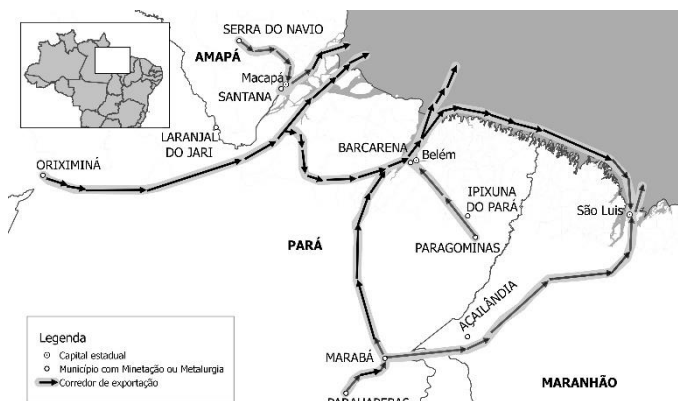 SERRA DO NAVIO
AMAPÁ
Macapá
SANTANA
LARANJAL
DO JARI
ORIXIMINÁ
BARCARENA
Belém
IPIXUNA
DO PARÁ
São Luis
PARÁ
PARAGOMINAS
AÇAILÂNDIA
Legenda
Capital estadual
Município com Minetação ou Metalurgia
Corredor de exportação
MARABÁ
MARANHÃO